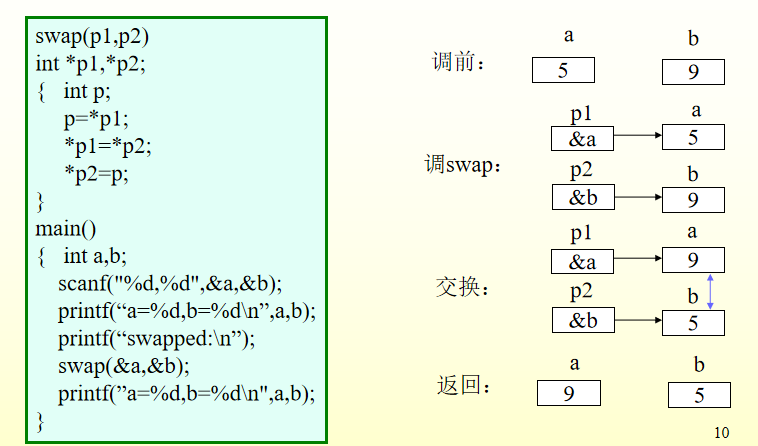 swap(p1,p2)
int *p1,*p2;
{ int p;
p=*p1;
*p1=*p2;
*p2=p;
}
main()
{ int a,b;
scanf("%d,%d",&a,&b);
printf(“a=%d,b=%d\n”,a,b);
printf(“swapped:\n”);
swap(&a,&b);
printf(”a=%d,b=%d\n",a,b);
}
a b
调前： 5 9
p1 a
&a 5
调swap：
p2 b
&b 9
p1 a
&a 9
交换：
p2 b
&b 5
a b
返回： 9 5
10